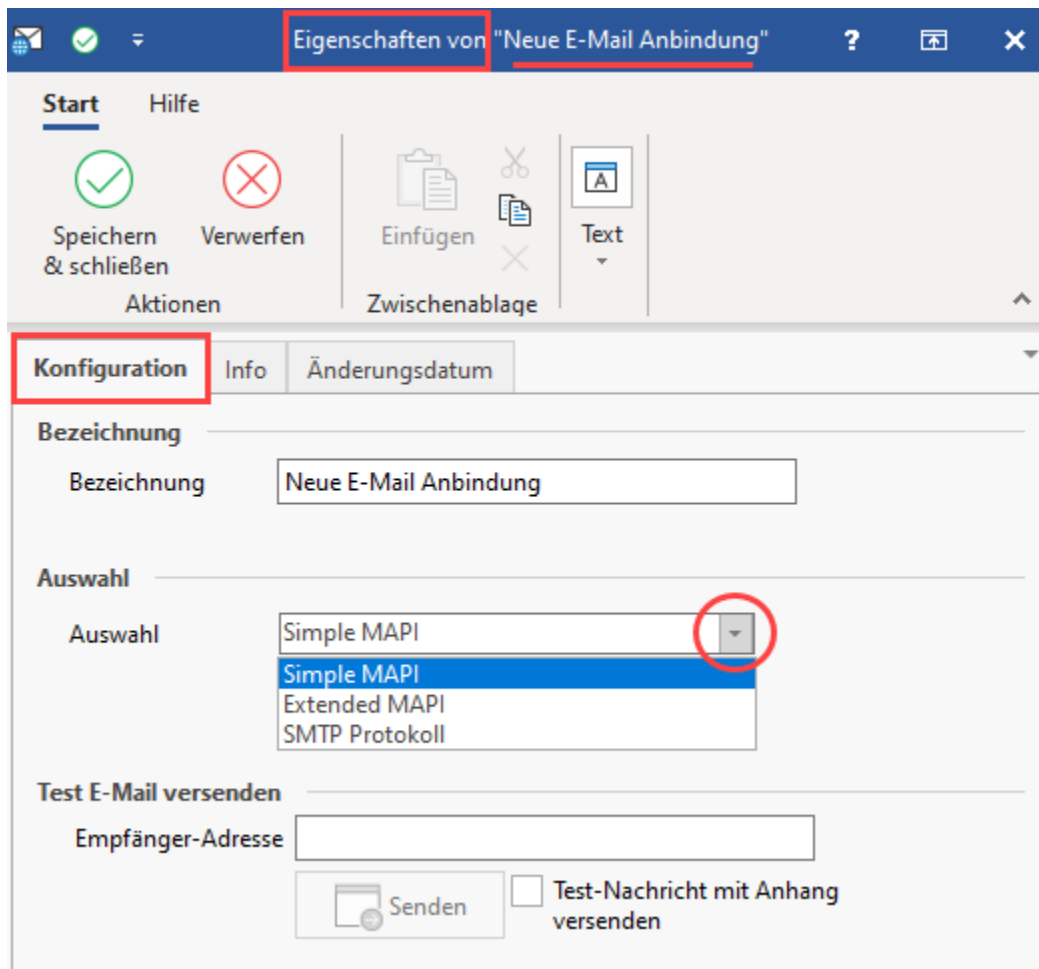 Eigenschaften von "Neue E-Mail Anbindung"
?
Start Hilfe
Speichern & schließen
Verwerfen
Einfügen
A
Text
Aktionen
Zwischenablage
Konfiguration Info Änderungsdatum
Bezeichnung
Bezeichnung Neue E-Mail Anbindung
Auswahl
Auswahl Simple MAPI
Simple MAPI
Extended MAPI
SMTP Protokoll
Test E-Mail versenden
Empfänger-Adresse
Senden
Test-Nachricht mit Anhang
versenden